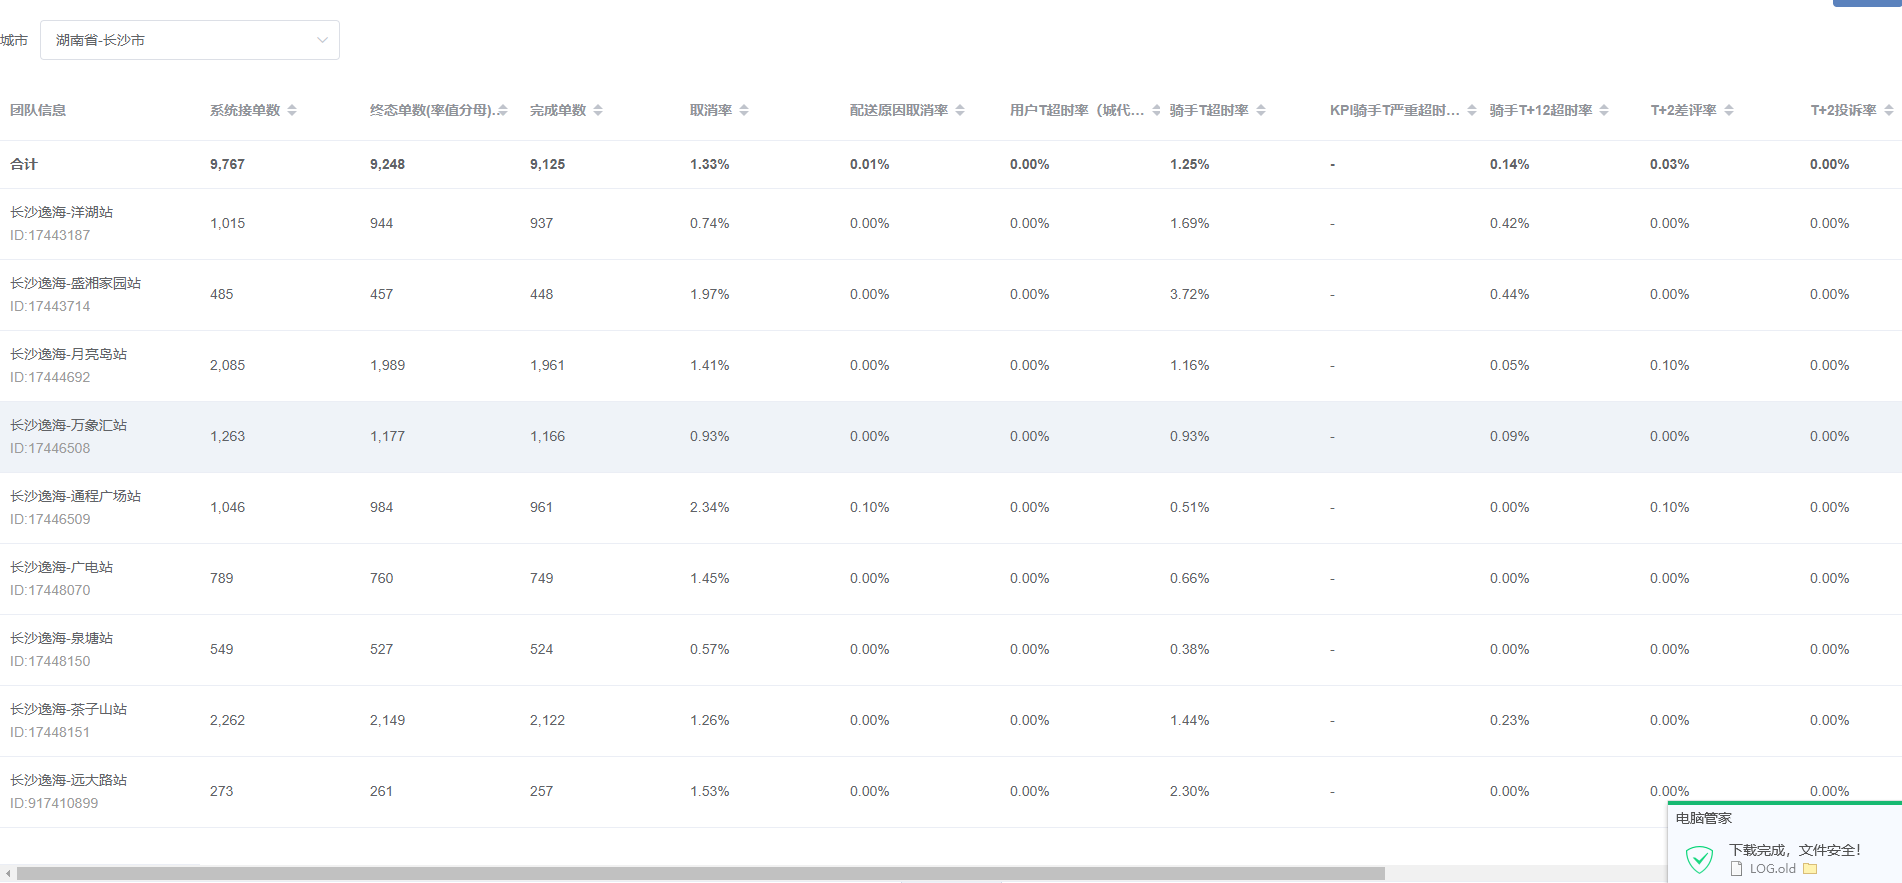 城市 湖南省-长沙市
团队信息 系统接单数 终态单数(率值分母)... 完成单数 取消率 配送原因取消率 用户T超时率（城代... 骑手T超时率 KPI骑手T严重超时... 骑手T+12超时率 T+2差评率 T+2投诉率
合计 9,767 9,248 9,125 1.33% 0.01% 0.00% 1.25% - 0.14% 0.03% 0.00%
长沙逸海-洋湖站
1,015 944 937 0.74% 0.00% 0.00% 1.69% - 0.42% 0.00% 0.00%
ID:17443187
长沙逸海-盛湘家园站
485 457 448 1.97% 0.00% 0.00% 3.72% - 0.44% 0.00% 0.00%
ID:17443714
长沙逸海-月亮岛站
2,085 1,989 1,961 1.41% 0.00% 0.00% 1.16% - 0.05% 0.10% 0.00%
ID:17444692
长沙逸海-万象汇站
1,263 1,177 1,166 0.93% 0.00% 0.00% 0.93% - 0.09% 0.00% 0.00%
ID:17446508
长沙逸海-通程广场站
1,046 984 961 2.34% 0.10% 0.00% 0.51% - 0.00% 0.10% 0.00%
ID:17446509
长沙逸海-广电站
789 760 749 1.45% 0.00% 0.00% 0.66% - 0.00% 0.00% 0.00%
ID:17448070
长沙逸海-泉塘站
549 527 524 0.57% 0.00% 0.00% 0.38% - 0.00% 0.00% 0.00%
ID:17448150
长沙逸海-茶子山站
2,262 2,149 2,122 1.26% 0.00% 0.00% 1.44% - 0.23% 0.00% 0.00%
ID:17448151
长沙逸海-远大路站
273 261 257 1.53% 0.00% 0.00% 2.30% - 0.00% 0.00% 0.00%
ID:917410899
电脑管家
下载完成，文件安全！
LOG.old